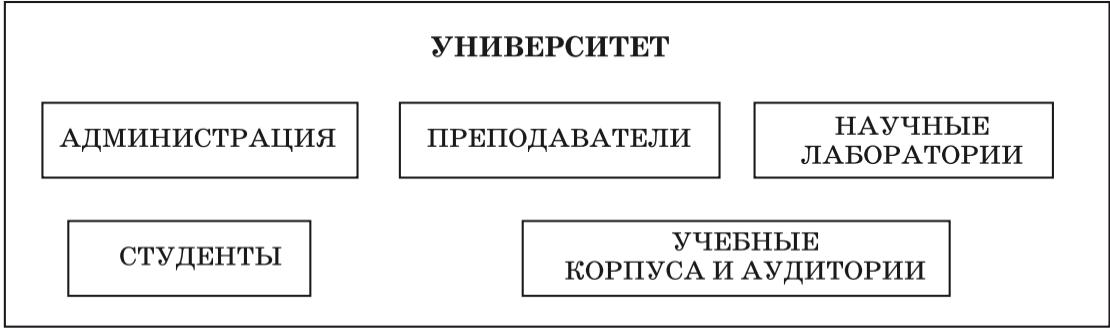 УНИВЕРСИТЕТ
АДМИНИСТРАЦИЯ
ПРЕПОДАВАТЕЛИ
НАУЧНЫЕ
ЛАБОРАТОРИИ
СТУДЕНТЫ
УЧЕБНЫЕ
КОРПУСА И АУДИТОРИИ